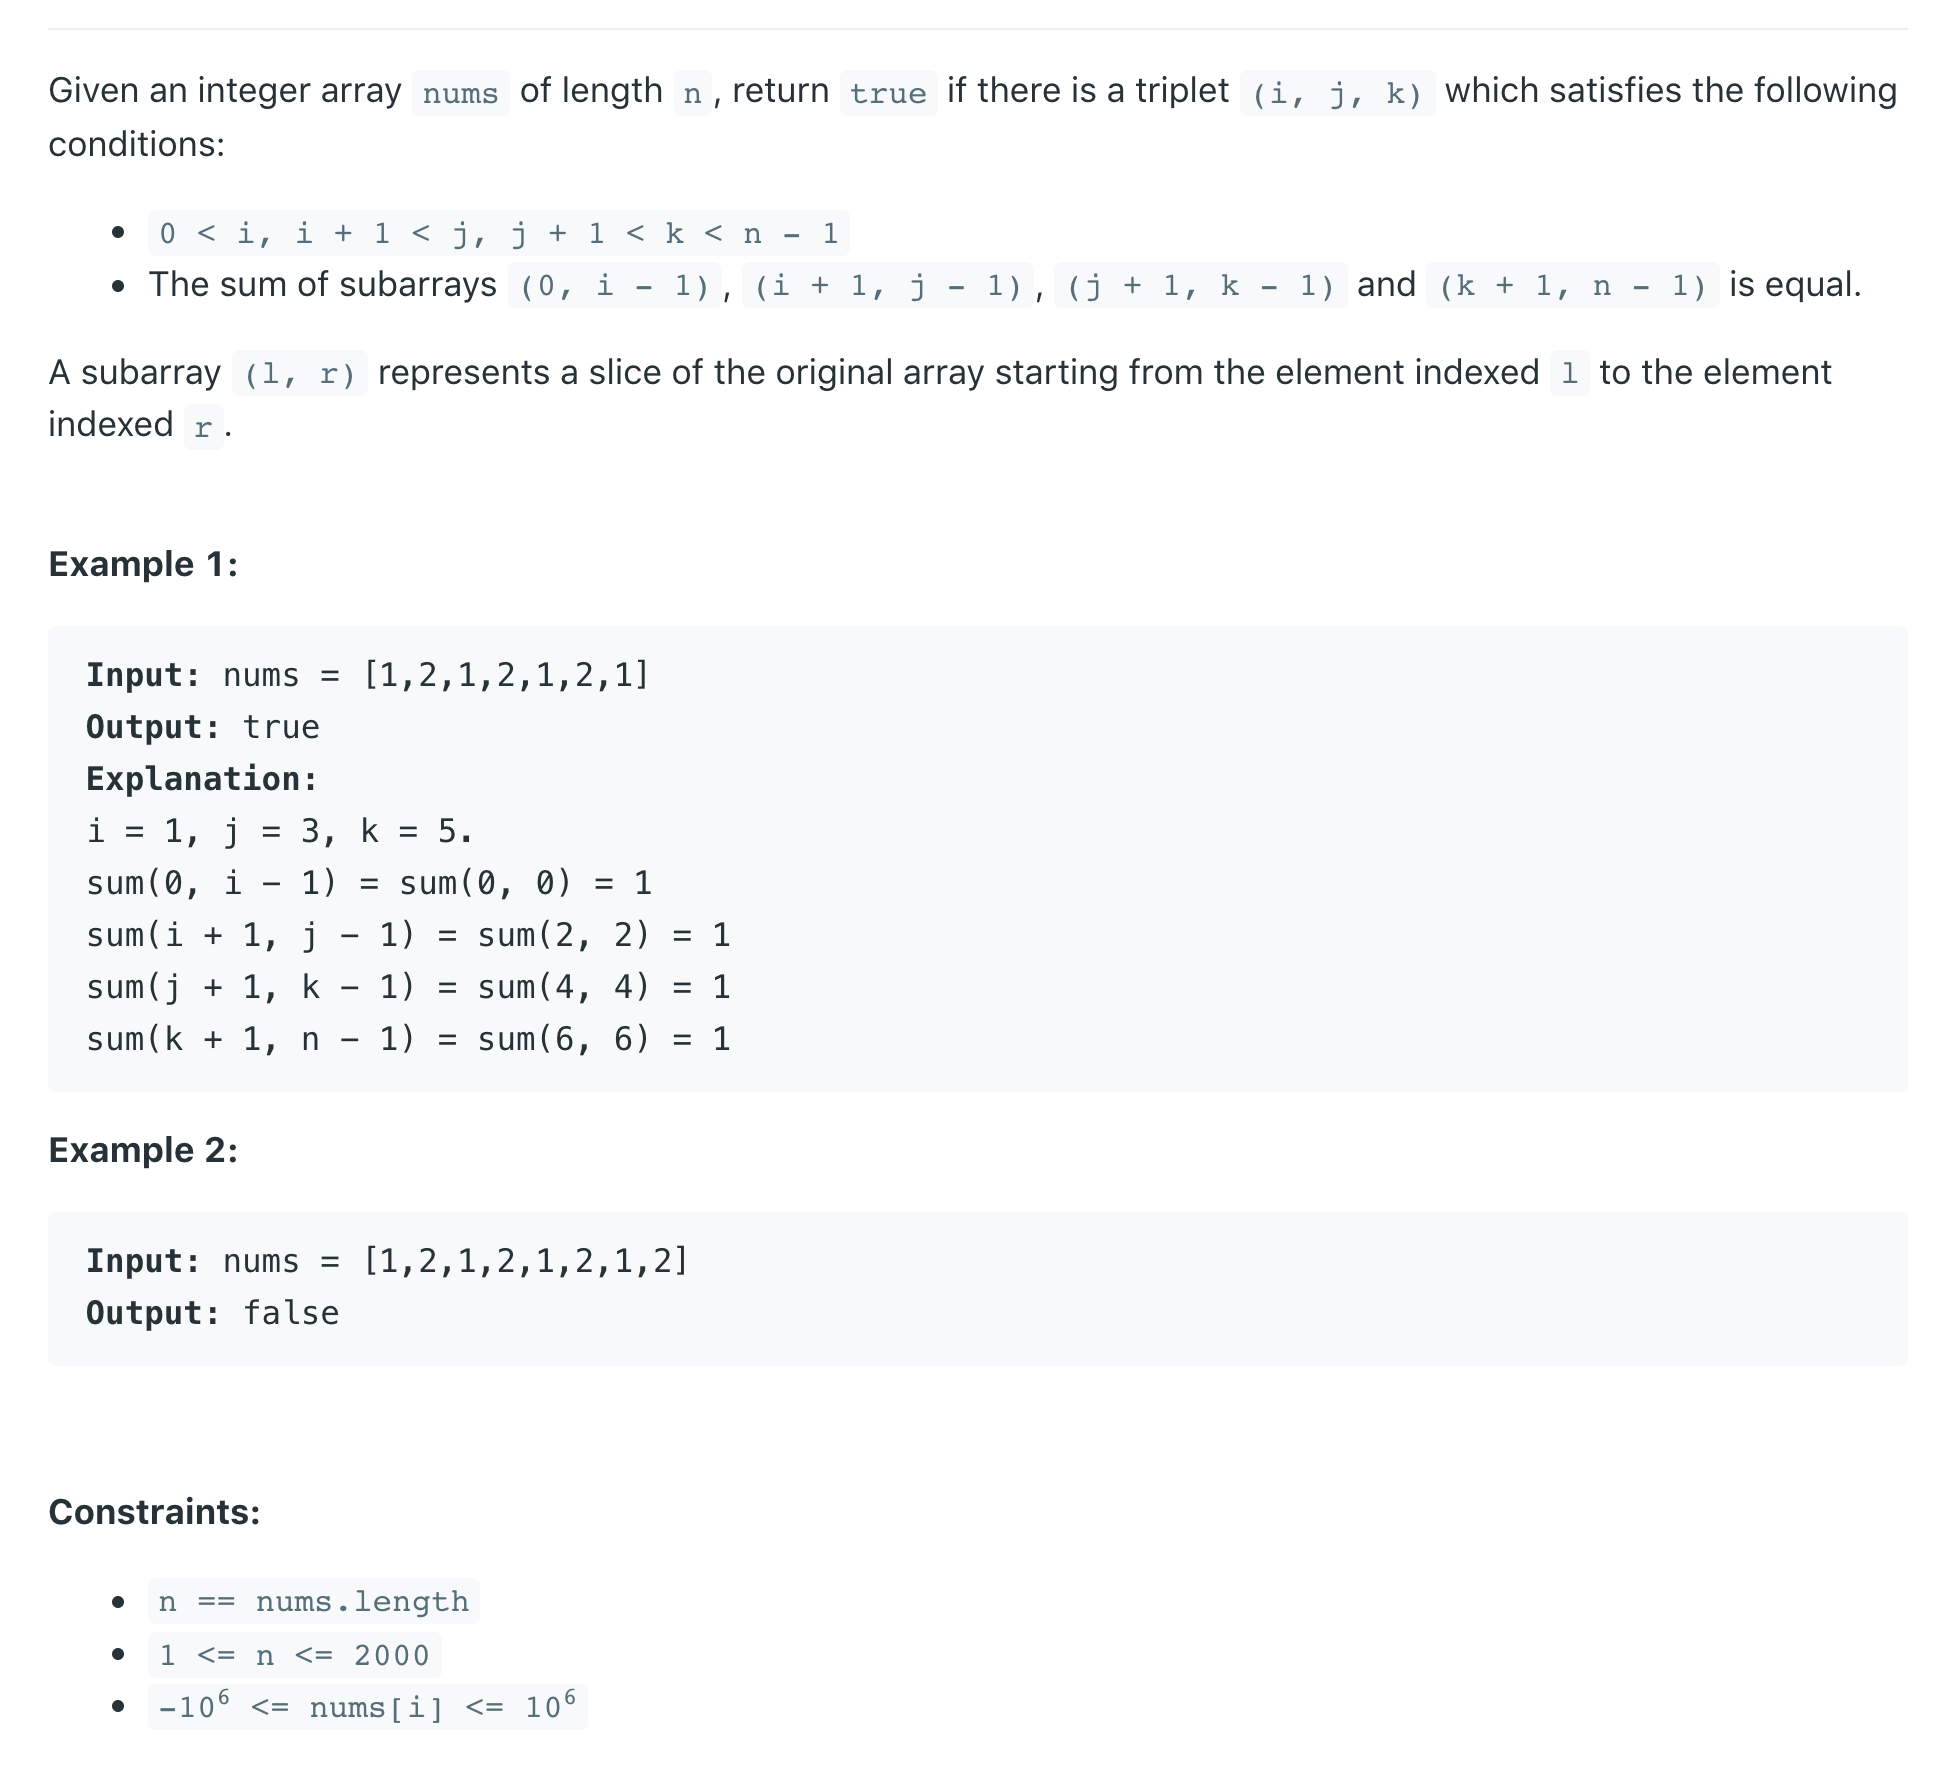 Given an integer array nums of length n, return true if there is a triplet (i, j, k) which satisfies the following
conditions:
• 0 < i, i + 1 < j, j + 1 < k < n - 1
• The sum of subarrays (0, i - 1), (i + 1, j - 1), (j + 1, k - 1) and (k + 1, n - 1) is equal.
A subarray (l, r) represents a slice of the original array starting from the element indexed l to the element
indexed r.
Example 1:
Input: nums = [1,2,1,2,1,2,1]
Output: true
Explanation:
i = 1, j = 3, k = 5.
sum(0, i - 1) = sum(0, 0) = 1
sum(i + 1, j - 1) = sum(2, 2) = 1
sum(j + 1, k - 1) = sum(4, 4) = 1
sum(k + 1, n - 1) = sum(6, 6) = 1
Example 2:
Input: nums = [1,2,1,2,1,2,1,2]
Output: false
Constraints:
• n == nums.length
• 1 <= n <= 2000
• -10⁶ <= nums[i] <= 10⁶